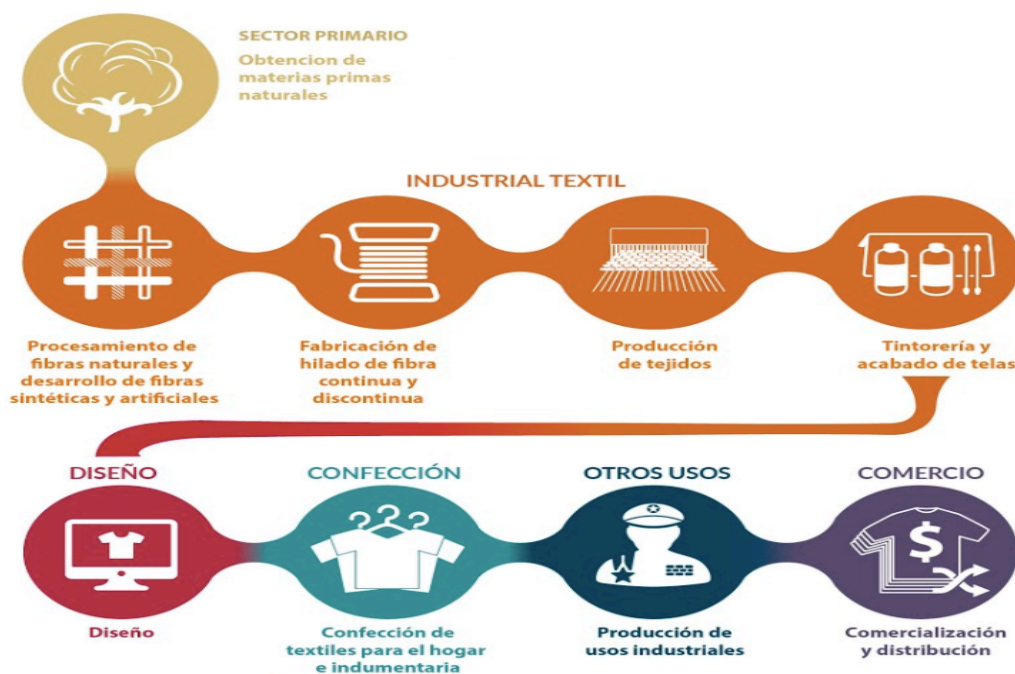 SECTOR PRIMARIO
Obtencion de
materias primas
naturales
INDUSTRIAL TEXTIL
Procesamiento de
fibras naturales y
desarrollo de fibras
sintéticas y artificiales
Fabricación de
hilado de fibra
continua y
discontinua
Producción
de tejidos
Tintorería y
acabado de telas
DISEÑO
Diseño
CONFECCIÓN
Confección de
textiles para el hogar
e indumentaria
OTROS USOS
Producción de
usos industriales
COMERCIO
$
Comercialización
y distribución